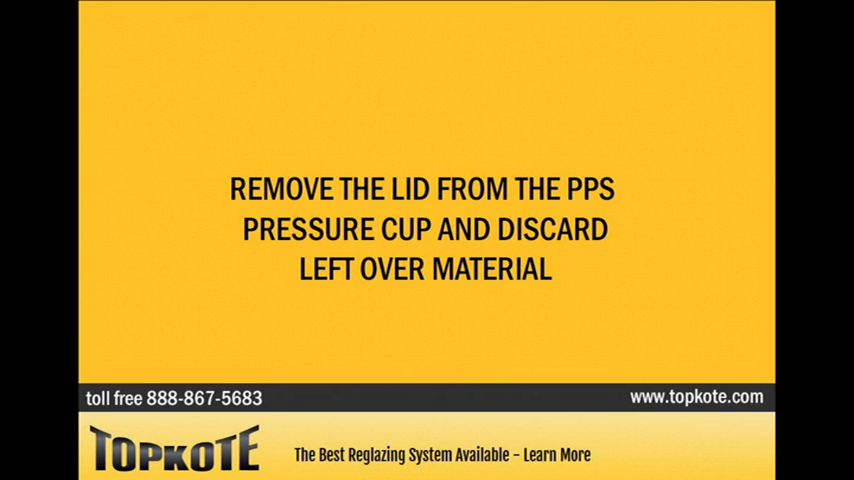 REMOVE THE LID FROM THE PPS
PRESSURE CUP AND DISCARD
LEFT OVER MATERIAL
toll free 888-867-5683
www.topkote.com
TOPKOTE
The Best Reglazing System Available - Learn More